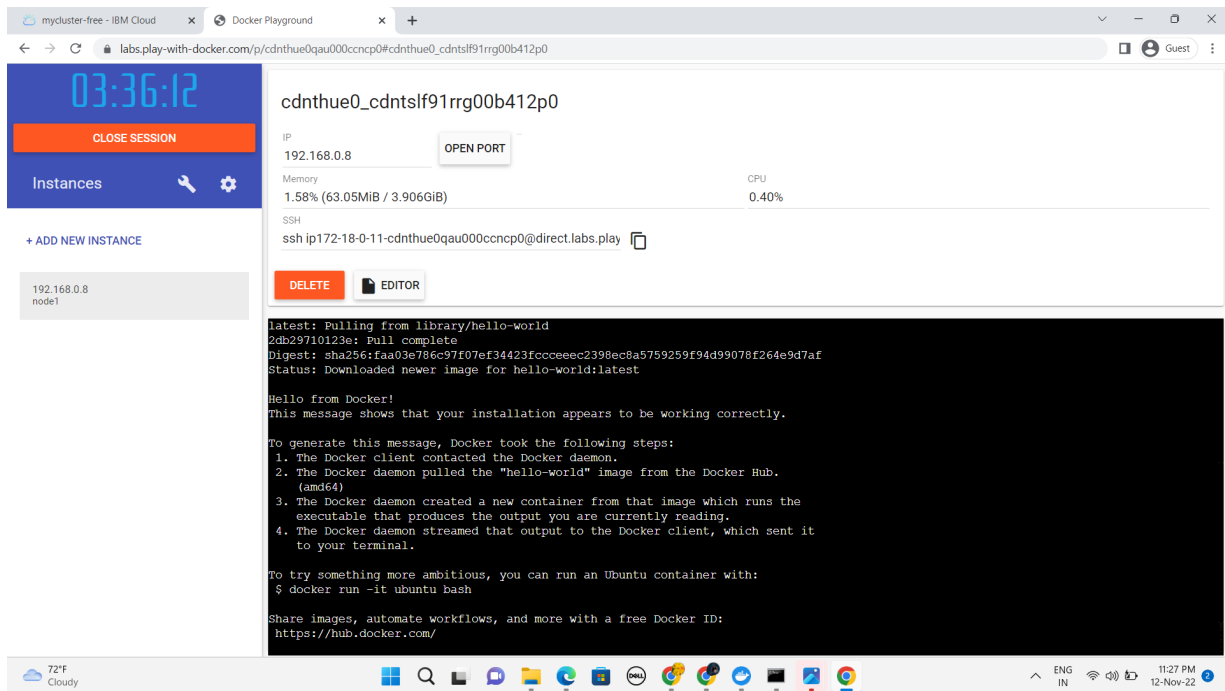 mycluster-free - IBM Cloud
Docker Playground
labs.play-with-docker.com/p/cdnthue0qau000ccncp0#cdnthue0_cdntslf91rrg00b412p0
Guest
03:36:12
CLOSE SESSION
Instances
+ ADD NEW INSTANCE
192.168.0.8
node1
cdnthue0_cdntslf91rrg00b412p0
IP
192.168.0.8
OPEN PORT
Memory
1.58% (63.05MiB / 3.906GiB)
CPU
0.40%
SSH
ssh ip172-18-0-11-cdnthue0qau000ccncp0@direct.labs.play
DELETE
EDITOR
latest: Pulling from library/hello-world
2db29710123e: Pull complete
Digest: sha256:faa03e786c97f07ef34423fccceeec2398ec8a5759259f94d99078f264e9d7af
Status: Downloaded newer image for hello-world:latest
Hello from Docker!
This message shows that your installation appears to be working correctly.
To generate this message, Docker took the following steps:
1. The Docker client contacted the Docker daemon.
2. The Docker daemon pulled the "hello-world" image from the Docker Hub.
(amd64)
3. The Docker daemon created a new container from that image which runs the
executable that produces the output you are currently reading.
4. The Docker daemon streamed that output to the Docker client, which sent it
to your terminal.
To try something more ambitious, you can run an Ubuntu container with:
$ docker run -it ubuntu bash
Share images, automate workflows, and more with a free Docker ID:
https://hub.docker.com/
72°F
Cloudy
DELL
ENG
IN
11:27 PM
12-Nov-22
2